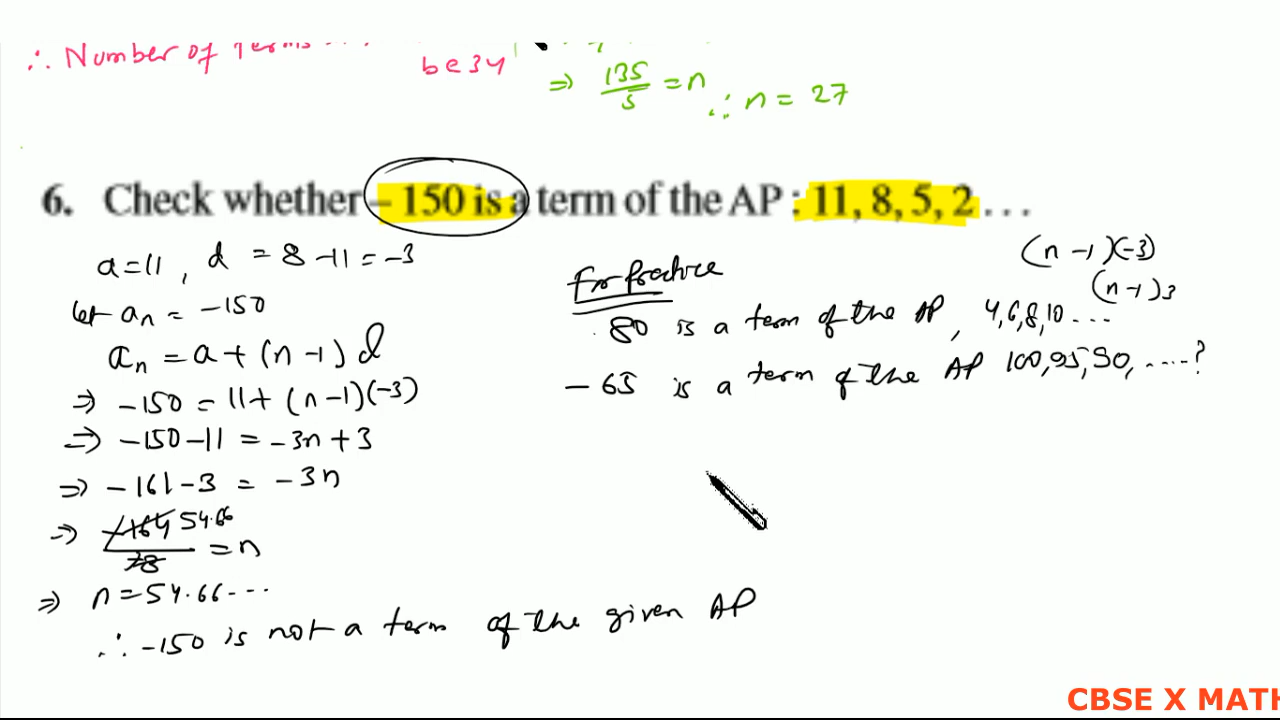 ∴ Number of Terms
be 34
⇒ 135/5 = n
∴ n = 27
6. Check whether – 150 is a term of the AP : 11, 8, 5, 2 . . .
a = 11, d = 8 - 11 = -3
let an = -150
an = a + (n - 1) d
⇒ -150 = 11 + (n - 1)(-3)
⇒ -150 - 11 = -3n + 3
⇒ -161 - 3 = -3n
⇒ -164/-3 54.66 = n
⇒ n = 54.66 ...
∴ -150 is not a term of the given AP
For Practice
(n - 1)(-3)
(n - 1) 3
80 is a term of the AP, 4, 6, 8, 10 ...
- 65 is a term of the AP 100, 95, 90, ....?
CBSE X MATH